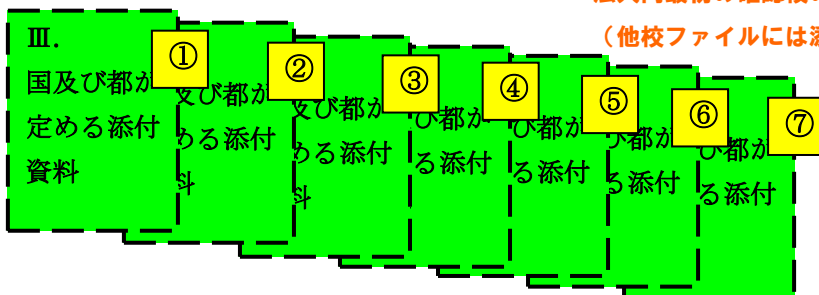 （他校ファイルには添
Ⅲ.
国及び都が
定める添付
資料
①
及び都が
める添付
料
②
及び都が
める添付
料
③
び都が
る添付
④
び都が
る添付
⑤
び都が
る添付
⑥
び都が
る添付
⑦